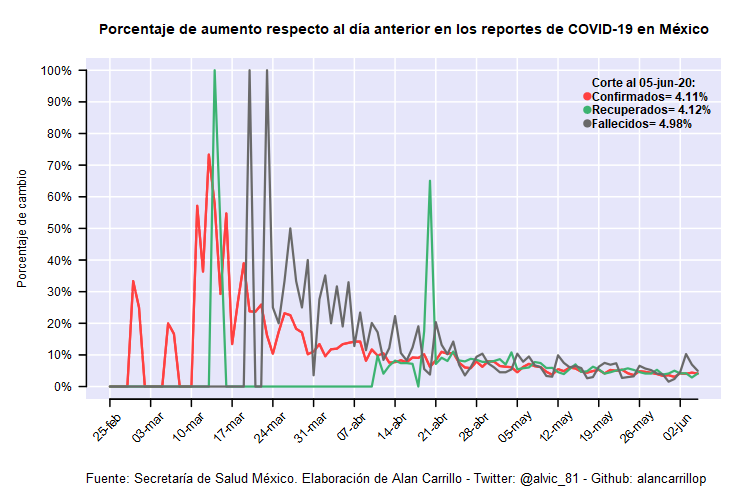 Porcentaje de aumento respecto al día anterior en los reportes de COVID-19 en México
Corte al 05-jun-20:
Confirmados= 4.11%
Recuperados= 4.12%
Fallecidos= 4.98%
Porcentaje de cambio
100%
90%
80%
70%
60%
50%
40%
30%
20%
10%
0%
25-feb
03-mar
10-mar
17-mar
24-mar
31-mar
07-abr
14-abr
21-abr
28-abr
05-may
12-may
19-may
26-may
02-jun
Fuente: Secretaría de Salud México. Elaboración de Alan Carrillo - Twitter: @alvic_81 - Github: alancarrillop